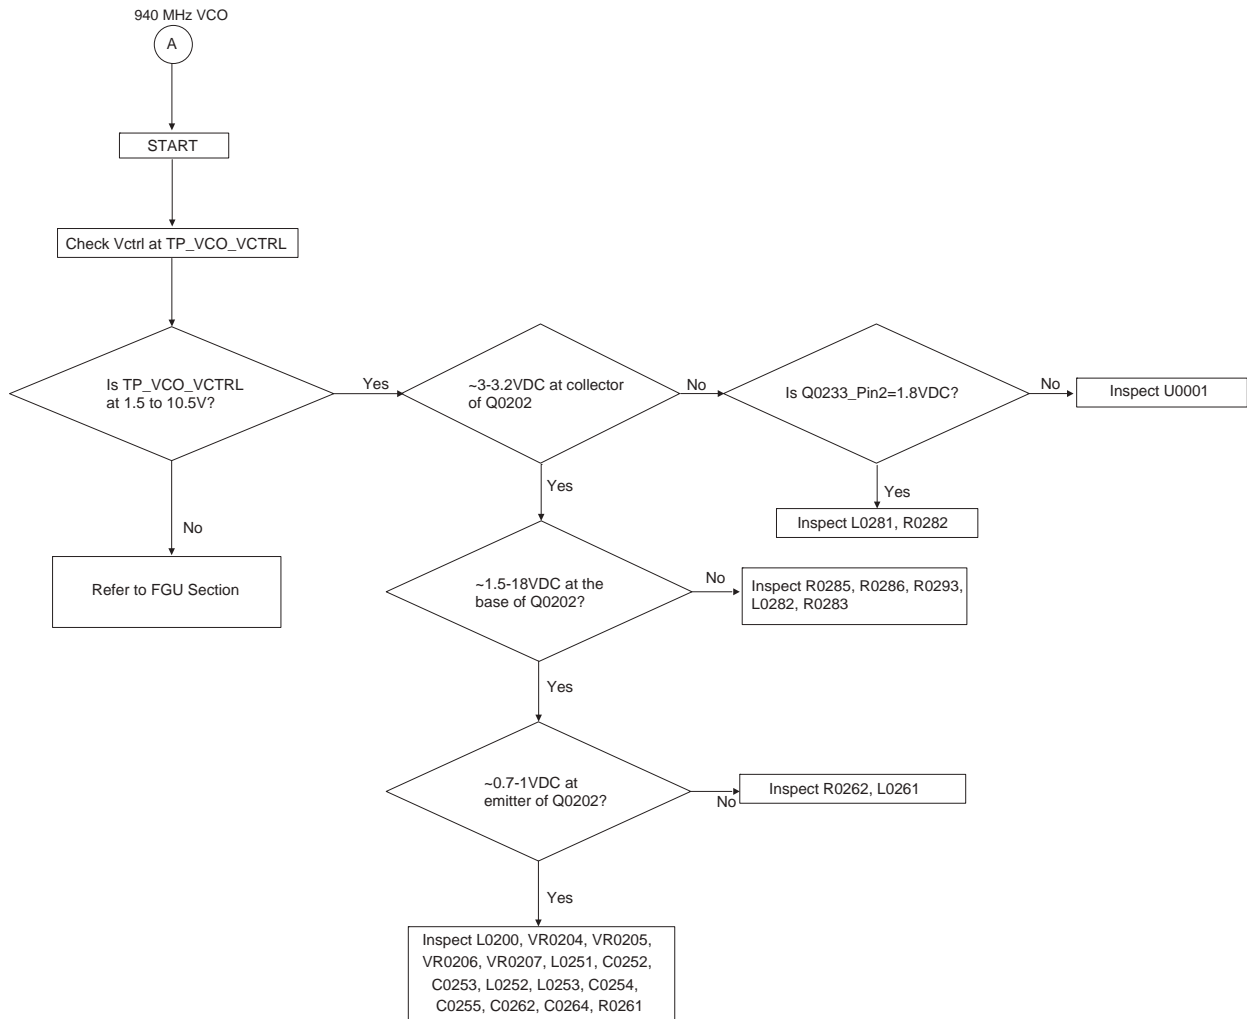 940 MHz VCO
A
START
Check Vctrl at TP_VCO_VCTRL
Is TP_VCO_VCTRL
at 1.5 to 10.5V?
Yes
No
Refer to FGU Section
~3-3.2VDC at collector
of Q0202
No
Yes
Is Q0233_Pin2=1.8VDC?
No
Inspect U0001
Yes
Inspect L0281, R0282
~1.5-18VDC at the
base of Q0202?
No
Inspect R0285, R0286, R0293,
L0282, R0283
Yes
~0.7-1VDC at
emitter of Q0202?
No
Inspect R0262, L0261
Yes
Inspect L0200, VR0204, VR0205,
VR0206, VR0207, L0251, C0252,
C0253, L0252, L0253, C0254,
C0255, C0262, C0264, R0261